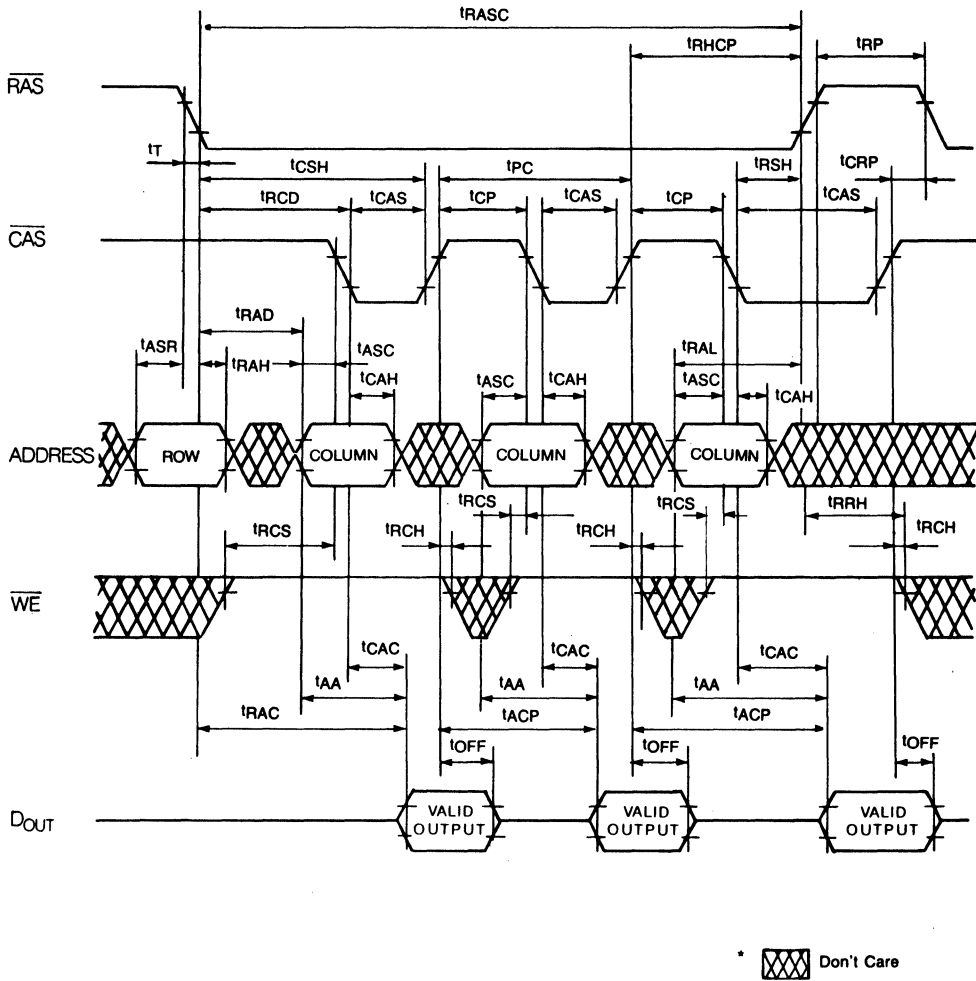 tRASC
tRHCP
tRP
RAS
tT
tCSH
tPC
tRSH
tCRP
tRCD
tCAS
tCP
tCAS
tCP
tCAS
CAS
tRAD
tASR
tRAH
tASC
tRAL
tCAH
tASC
tCAH
tASC
tCAH
ADDRESS
ROW
COLUMN
COLUMN
COLUMN
tRCS
tRCS
tRCS
tRRH
tRCH
tRCH
tRCH
WE
tCAC
tCAC
tCAC
tAA
tAA
tAA
tRAC
tACP
tACP
tOFF
tOFF
tOFF
DOUT
VALID OUTPUT
VALID OUTPUT
VALID OUTPUT
* Don't Care